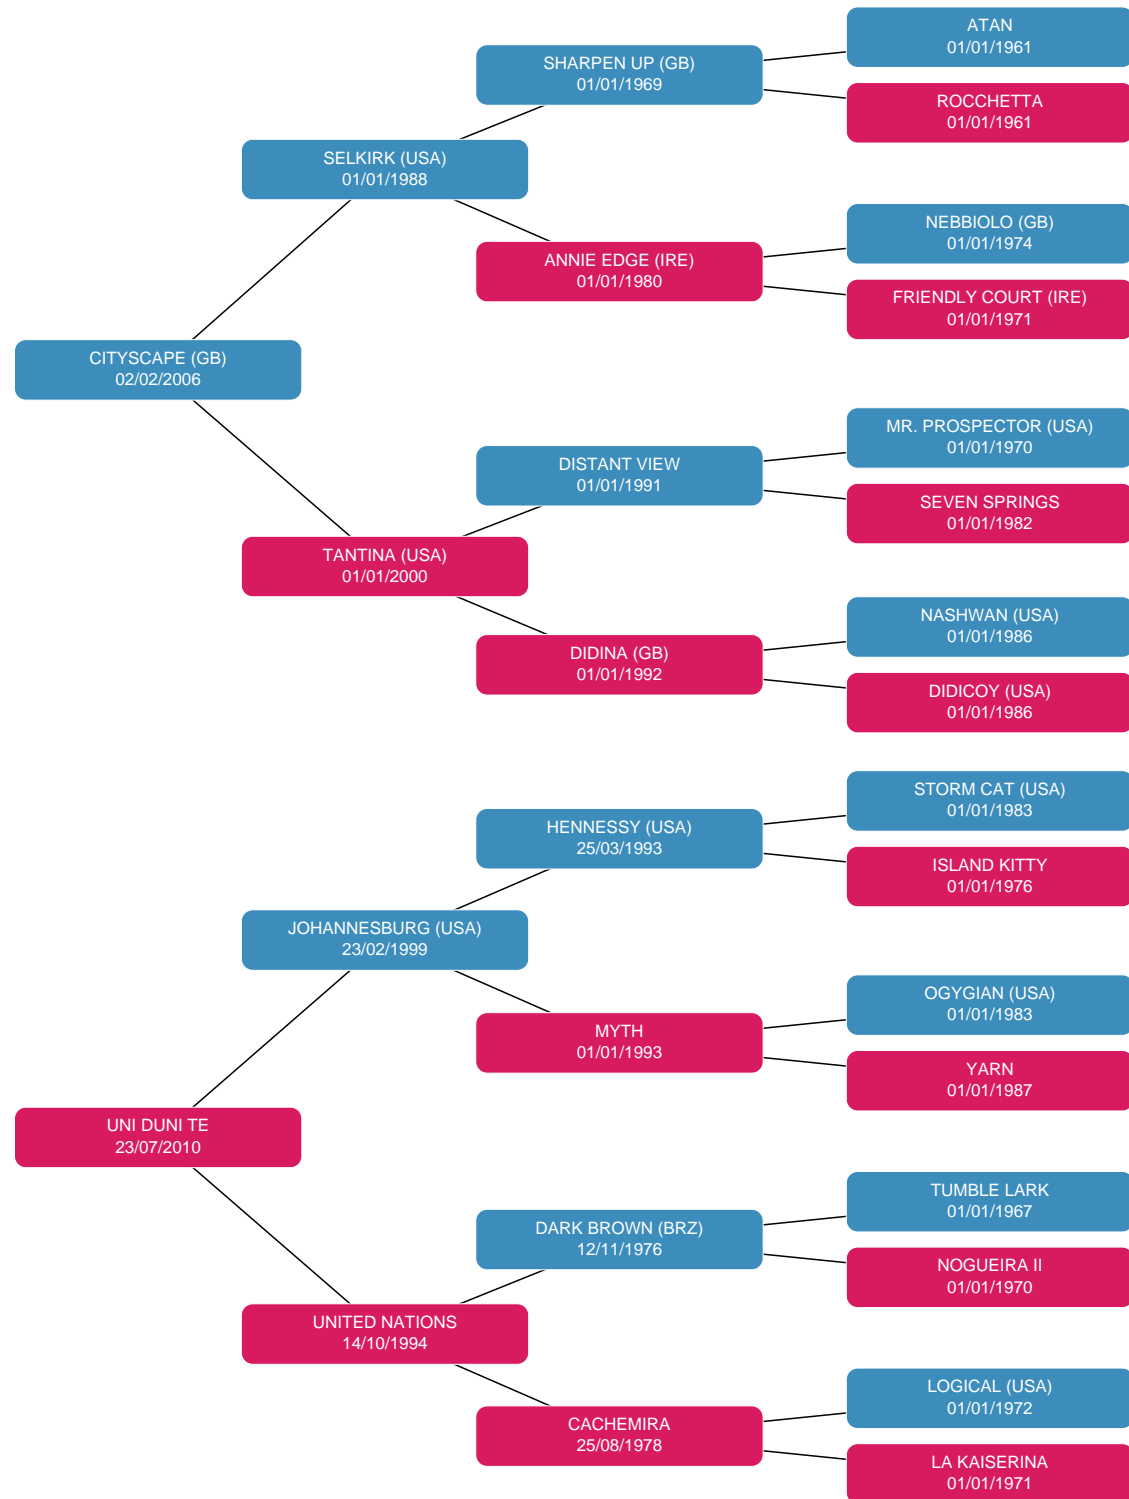 ATAN
01/01/1961
SHARPEN UP (GB)
01/01/1969
ROCCHETTA
01/01/1961
SELKIRK (USA)
01/01/1988
NEBBIOLO (GB)
01/01/1974
ANNIE EDGE (IRE)
01/01/1980
FRIENDLY COURT (IRE)
01/01/1971
CITYSCAPE (GB)
02/02/2006
MR. PROSPECTOR (USA)
01/01/1970
DISTANT VIEW
01/01/1991
SEVEN SPRINGS
01/01/1982
TANTINA (USA)
01/01/2000
NASHWAN (USA)
01/01/1986
DIDINA (GB)
01/01/1992
DIDICOY (USA)
01/01/1986
STORM CAT (USA)
01/01/1983
HENNESSY (USA)
25/03/1993
ISLAND KITTY
01/01/1976
JOHANNESBURG (USA)
23/02/1999
OGYGIAN (USA)
01/01/1983
MYTH
01/01/1993
YARN
01/01/1987
UNI DUNI TE
23/07/2010
TUMBLE LARK
01/01/1967
DARK BROWN (BRZ)
12/11/1976
NOGUEIRA II
01/01/1970
UNITED NATIONS
14/10/1994
LOGICAL (USA)
01/01/1972
CACHEMIRA
25/08/1978
LA KAISERINA
01/01/1971